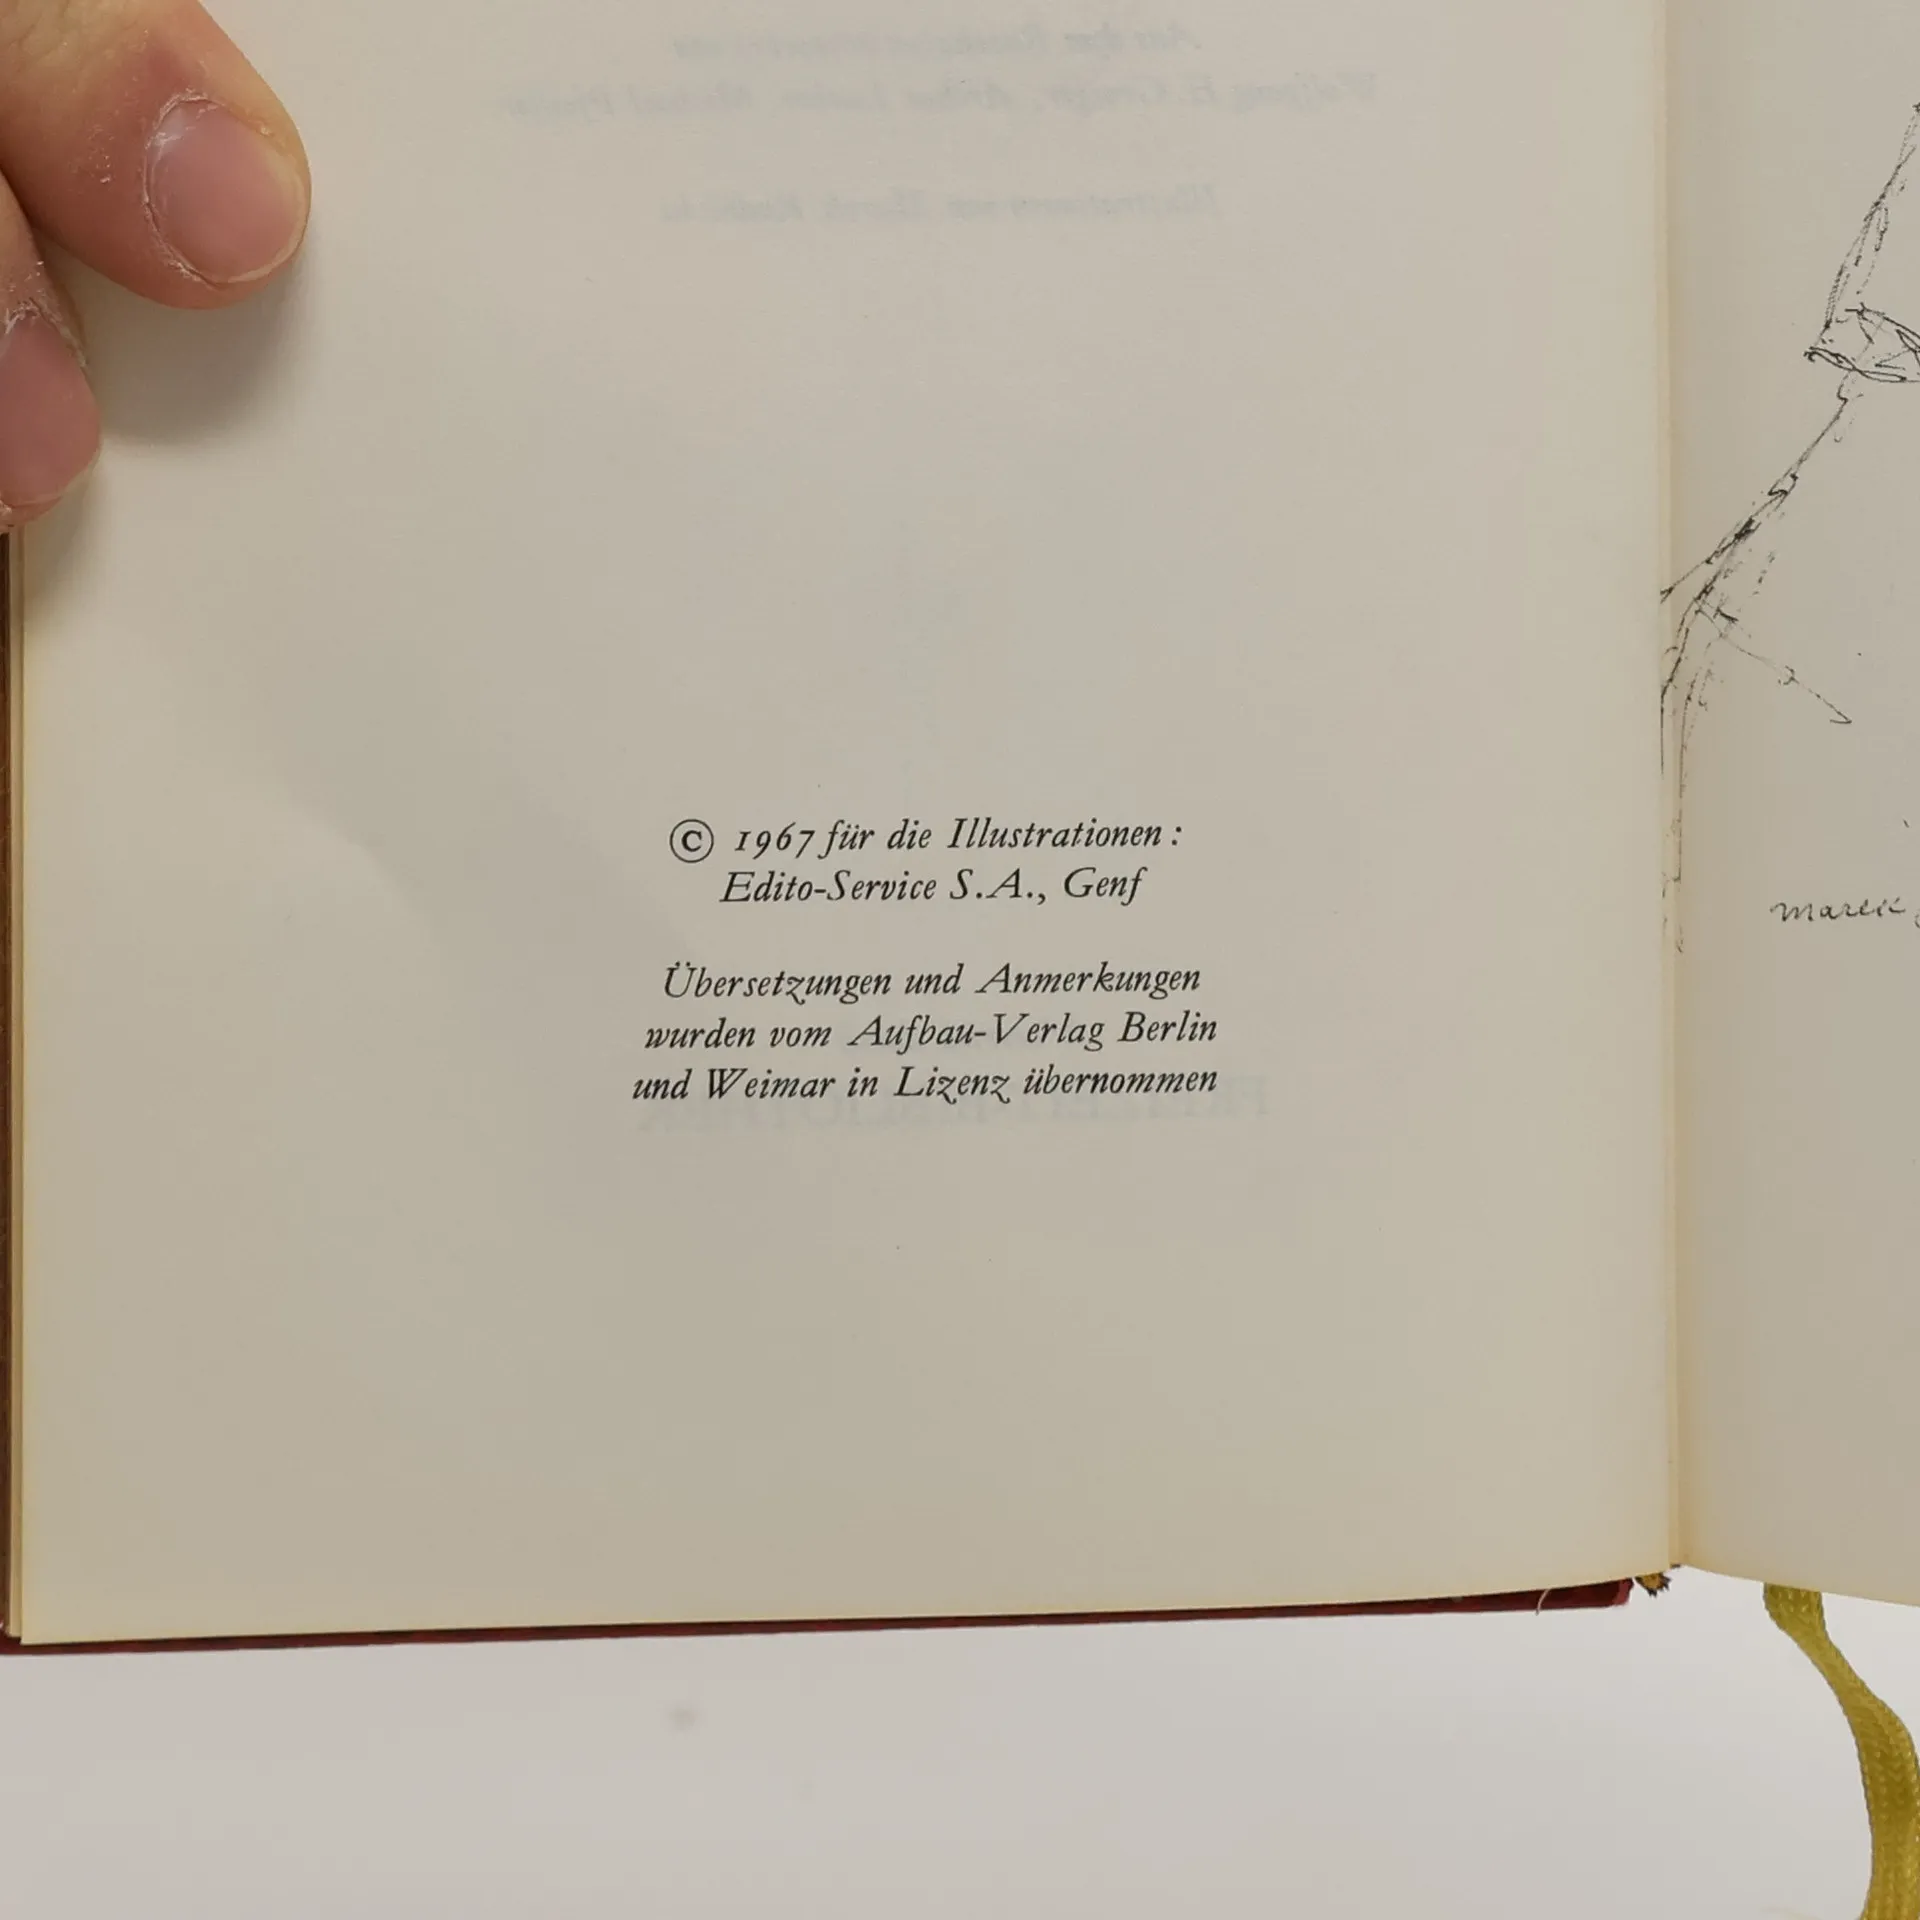 © 1967 für die Illustrationen:
Edito-Service S.A., Genf
Übersetzungen und Anmerkungen
wurden vom Aufbau-Verlag Berlin
und Weimar in Lizenz übernommen
marek